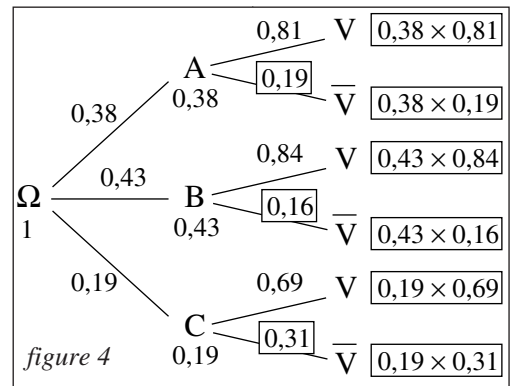 0,81 V 0,38 × 0,81
A 0,19
0,38 V̅ 0,38 × 0,19
0,38
0,84 V 0,43 × 0,84
0,43
Ω B 0,16
1 0,43 V̅ 0,43 × 0,16
0,19 0,69 V 0,19 × 0,69
C 0,31
figure 4 0,19 V̅ 0,19 × 0,31